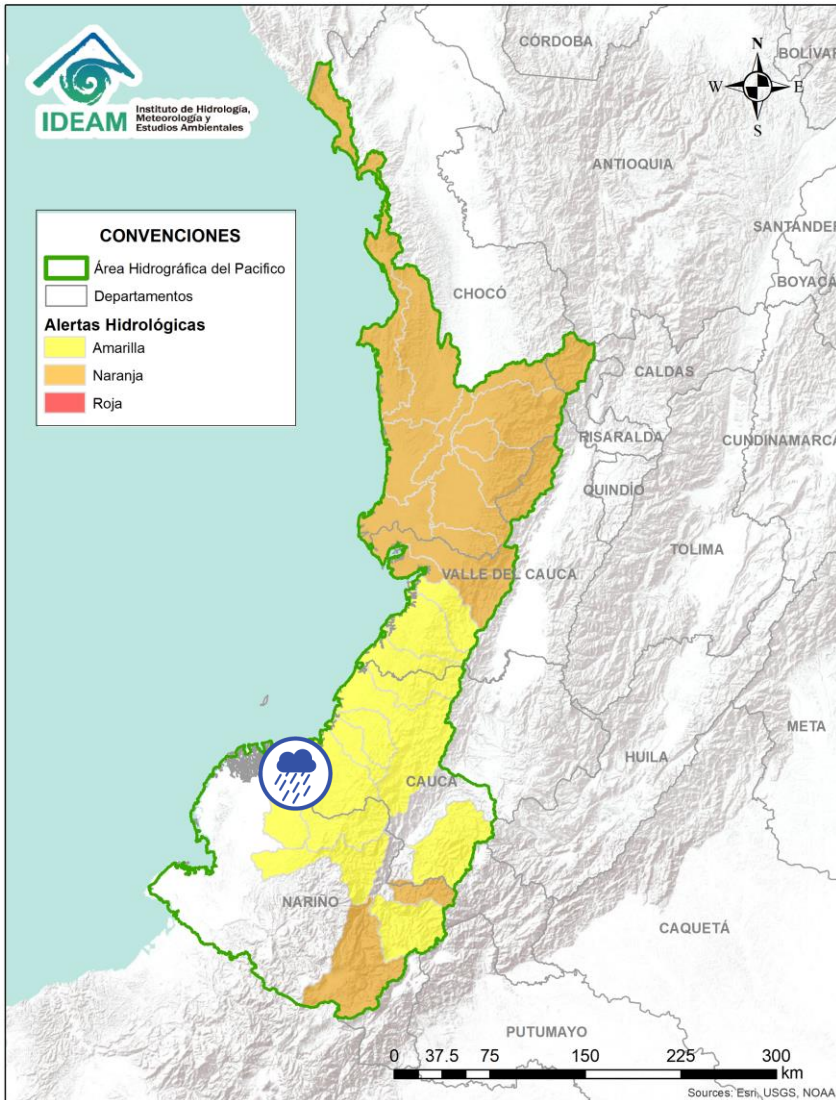 IDEAM
Instituto de Hidrología,
Meteorología y
Estudios Ambientales
N
W
E
S
CÓRDOBA
BOLÍVAR
ANTIOQUIA
SANTANDER
BOYACÁ
CHOCÓ
CALDAS
RISARALDA
CUNDINAMARCA
QUINDÍO
TOLIMA
VALLE DEL CAUCA
META
HUILA
CAUCA
NARIÑO
CAQUETÁ
PUTUMAYO
CONVENCIONES
Área Hidrográfica del Pacifico
Departamentos
Alertas Hidrológicas
Amarilla
Naranja
Roja
0 37.5 75 150 225 300
km
Sources: Esri, USGS, NOAA